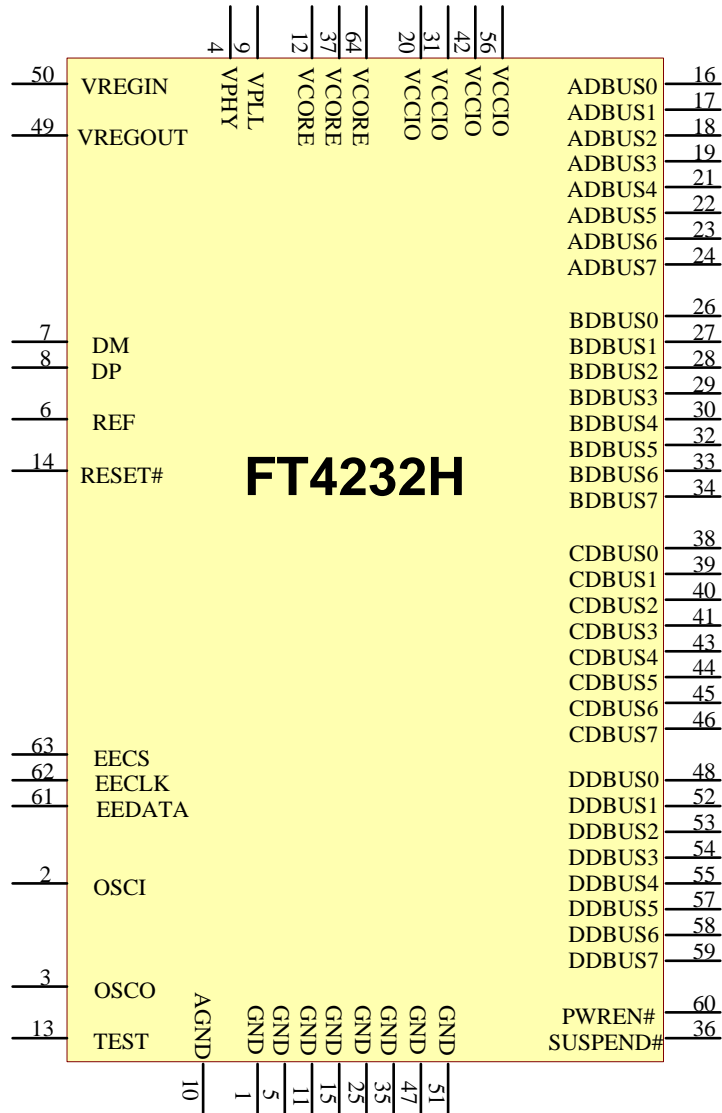 4 9 12 37 64 20 31 42 56
VPHY VPLL VCORE VCORE VCORE VCCIO VCCIO VCCIO VCCIO
50 VREGIN
49 VREGOUT
7 DM
8 DP
6 REF
14 RESET#
FT4232H
63 EECS
62 EECLK
61 EEDATA
2 OSCI
3 OSCO
13 TEST
ADBUS0 16
ADBUS1 17
ADBUS2 18
ADBUS3 19
ADBUS4 21
ADBUS5 22
ADBUS6 23
ADBUS7 24
BDBUS0 26
BDBUS1 27
BDBUS2 28
BDBUS3 29
BDBUS4 30
BDBUS5 32
BDBUS6 33
BDBUS7 34
CDBUS0 38
CDBUS1 39
CDBUS2 40
CDBUS3 41
CDBUS4 43
CDBUS5 44
CDBUS6 45
CDBUS7 46
DDBUS0 48
DDBUS1 52
DDBUS2 53
DDBUS3 54
DDBUS4 55
DDBUS5 57
DDBUS6 58
DDBUS7 59
PWREN# 60
SUSPEND# 36
AGND GND GND GND GND GND GND GND GND
10 1 5 11 15 25 35 47 51